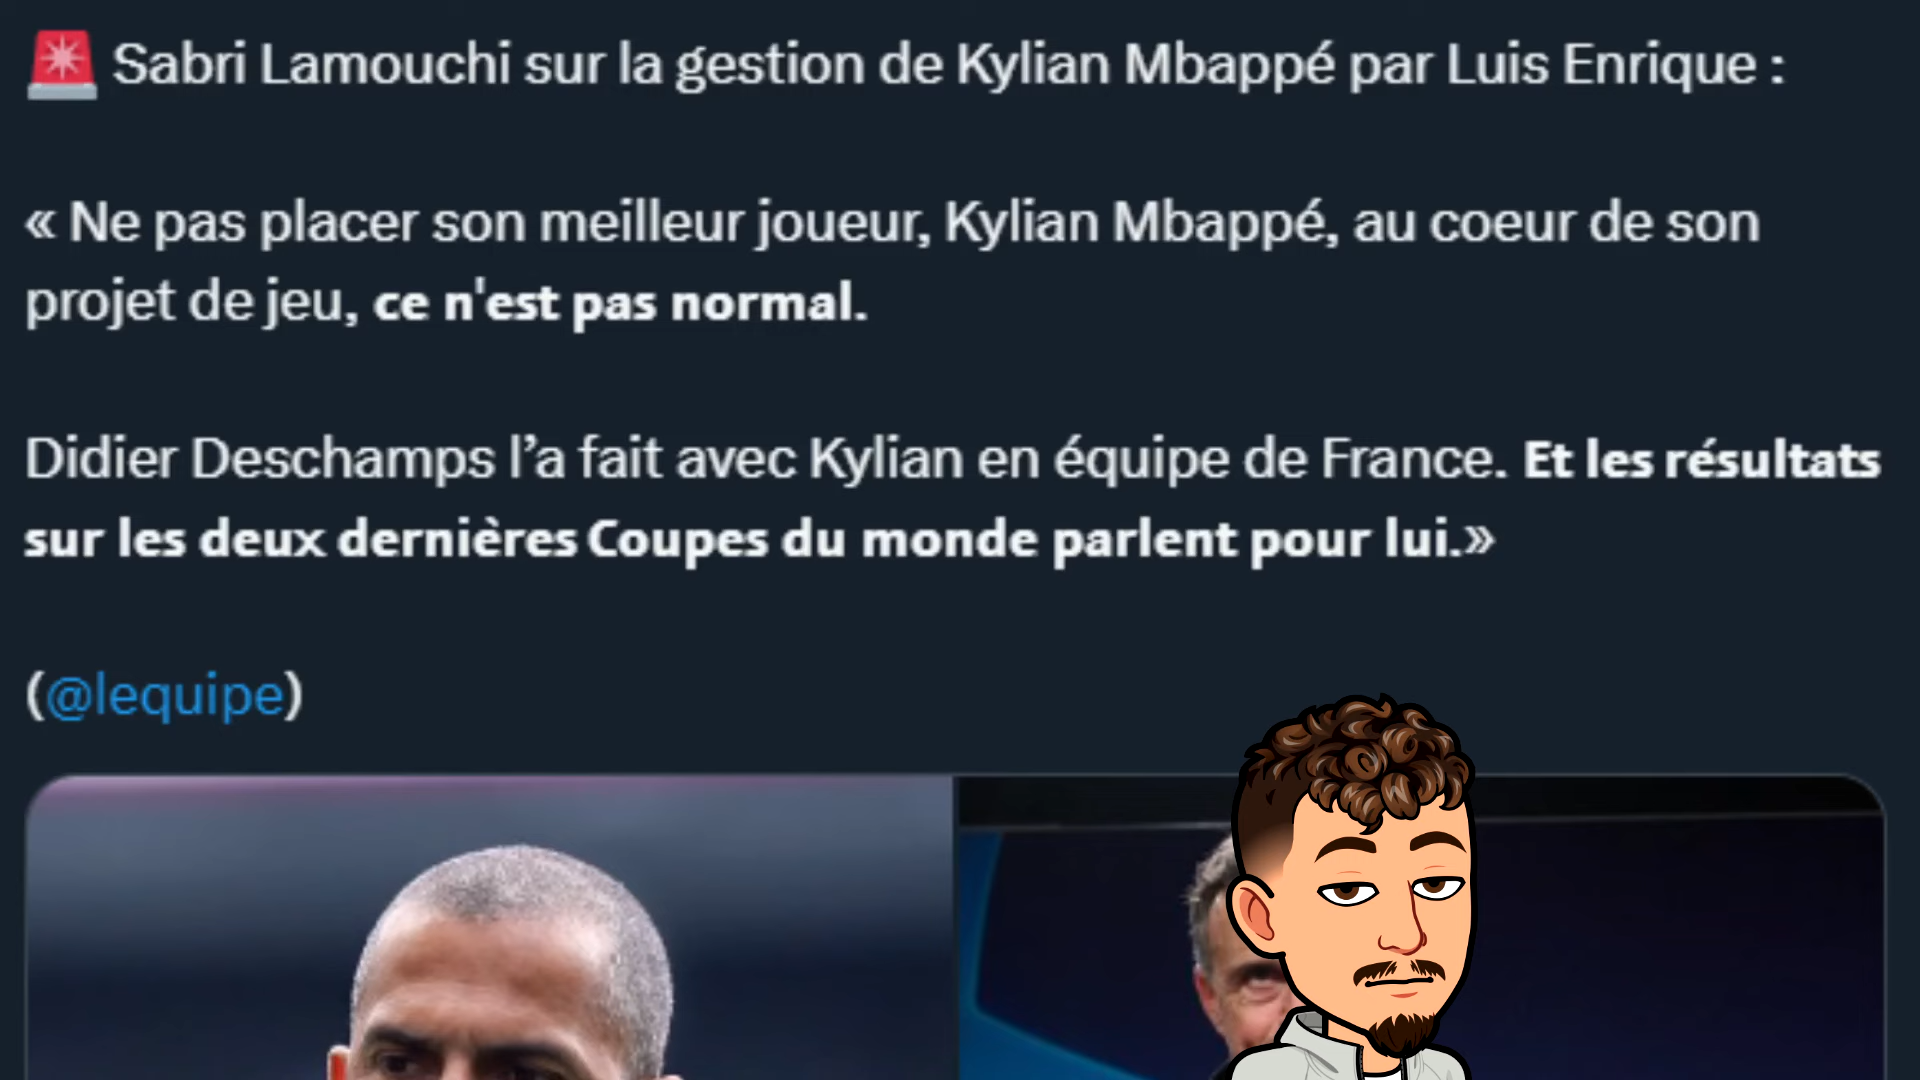 🚨 Sabri Lamouchi sur la gestion de Kylian Mbappé par Luis Enrique :
« Ne pas placer son meilleur joueur, Kylian Mbappé, au coeur de son
projet de jeu, ce n'est pas normal.
Didier Deschamps l’a fait avec Kylian en équipe de France. Et les résultats
sur les deux dernières Coupes du monde parlent pour lui.»
(@lequipe)